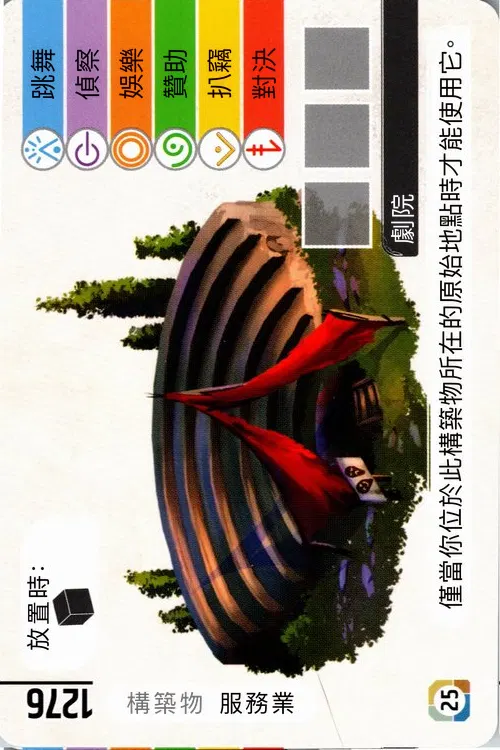 1276
放置時：
跳舞
偵察
娛樂
贊助
扒竊
對決
構築物 服務業
劇院
僅當你位於此構築物所在的原始地點時才能使用它。
25